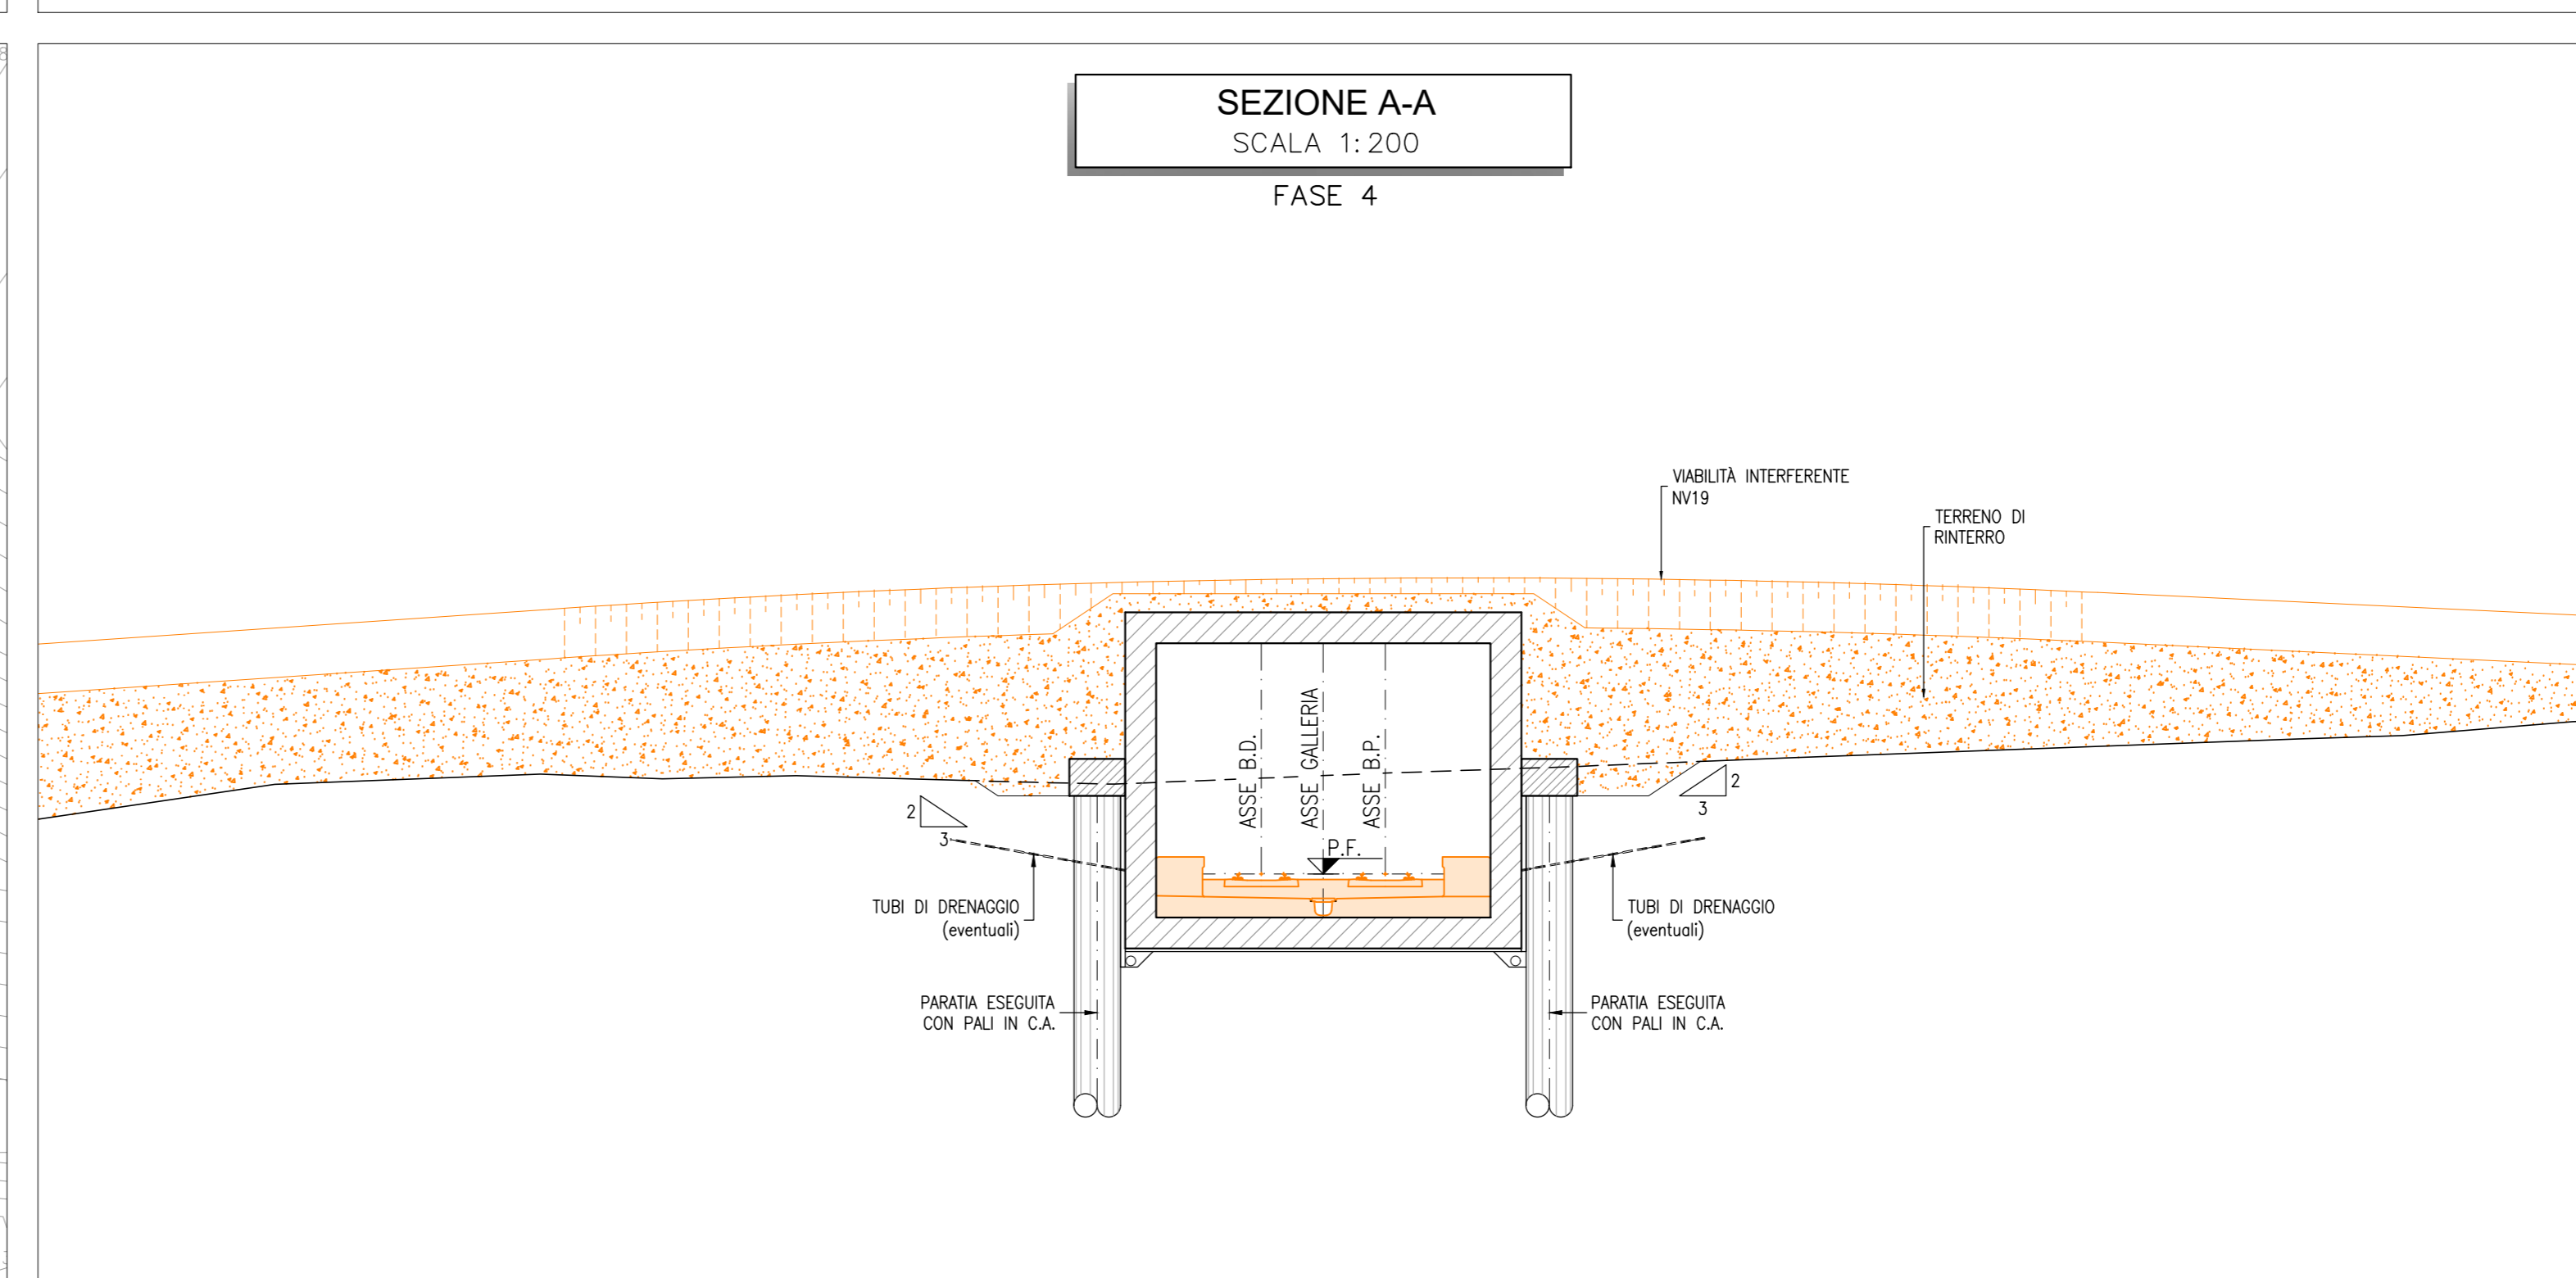 SEZIONE A-A
SCALA 1:200
FASE 4
VIABILITÀ INTERFERENTE
NV19
TERRENO DI
RINTERRO
ASSE B.D.
ASSE GALLERIA
ASSE B.P.
P.F.
2
3
2
3
TUBI DI DRENAGGIO
(eventuali)
TUBI DI DRENAGGIO
(eventuali)
PARATIA ESEGUITA
CON PALI IN C.A.
PARATIA ESEGUITA
CON PALI IN C.A.